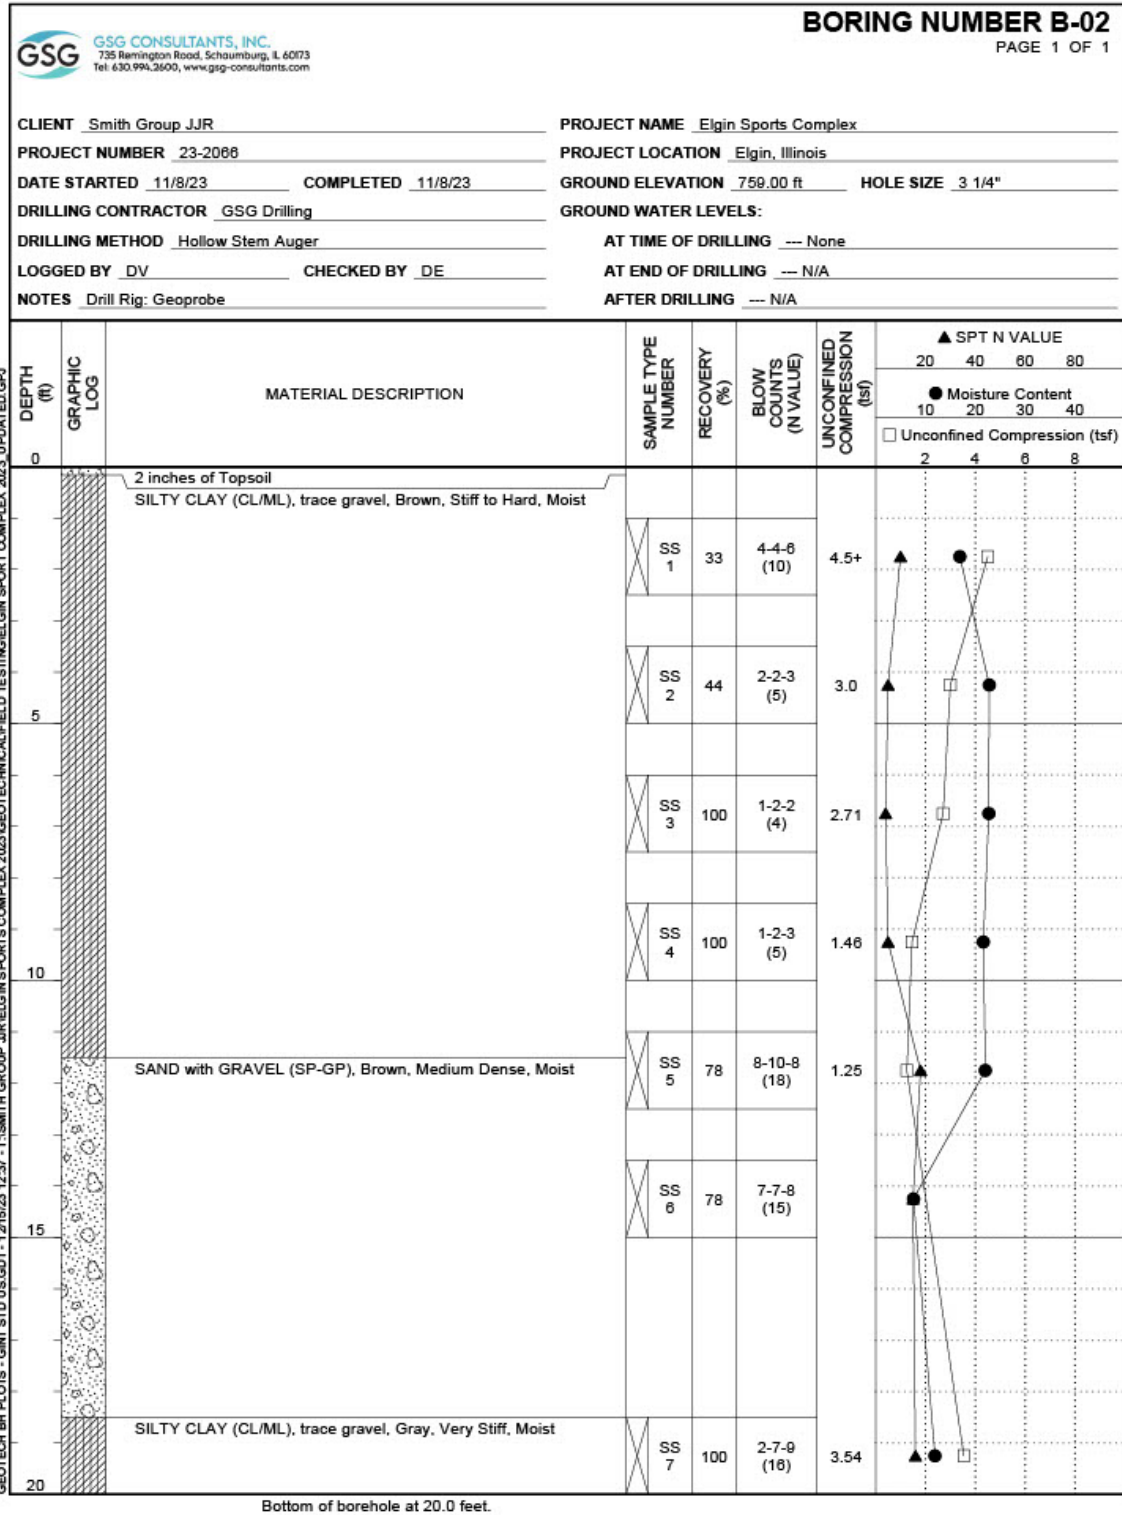 BORING NUMBER B-02
PAGE 1 OF 1
GSG
GSG CONSULTANTS, INC.
735 Remington Road, Schaumburg, IL 60173
Tel: 630.994.2600, www.gsg-consultants.com
CLIENT Smith Group JJR
PROJECT NAME Elgin Sports Complex
PROJECT NUMBER 23-2066
PROJECT LOCATION Elgin, Illinois
DATE STARTED 11/8/23 COMPLETED 11/8/23
GROUND ELEVATION 759.00 ft HOLE SIZE 3 1/4"
DRILLING CONTRACTOR GSG Drilling
GROUND WATER LEVELS:
DRILLING METHOD Hollow Stem Auger
AT TIME OF DRILLING --- None
LOGGED BY DV CHECKED BY DE
AT END OF DRILLING --- N/A
NOTES Drill Rig: Geoprobe
AFTER DRILLING --- N/A
DEPTH
(ft)
GRAPHIC
LOG
MATERIAL DESCRIPTION
SAMPLE TYPE
NUMBER
RECOVERY
(%)
BLOW
COUNTS
(N VALUE)
UNCONFINED
COMPRESSION
(tsf)
▲ SPT N VALUE
20 40 60 80
● Moisture Content
10 20 30 40
□ Unconfined Compression (tsf)
2 4 6 8
0
2 inches of Topsoil
SILTY CLAY (CL/ML), trace gravel, Brown, Stiff to Hard, Moist
SS
1
33
4-4-6
(10)
4.5+
SS
2
44
2-2-3
(5)
3.0
5
SS
3
100
1-2-2
(4)
2.71
SS
4
100
1-2-3
(5)
1.46
10
SAND with GRAVEL (SP-GP), Brown, Medium Dense, Moist
SS
5
78
8-10-8
(18)
1.25
SS
6
78
7-7-8
(15)
15
SILTY CLAY (CL/ML), trace gravel, Gray, Very Stiff, Moist
SS
7
100
2-7-9
(16)
3.54
20
Bottom of borehole at 20.0 feet.